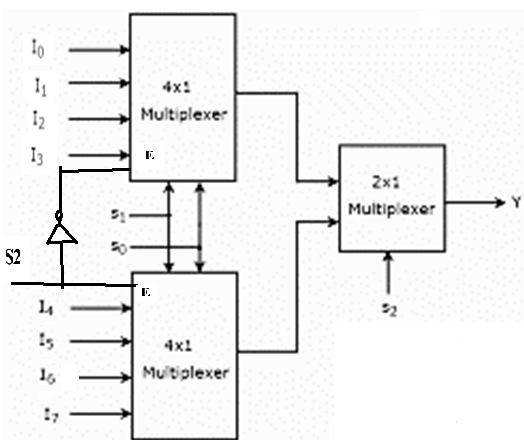 I0
I1
I2
I3
4x1
Multiplexer
E
s1
s0
S2
E
I4
I5
I6
I7
4x1
Multiplexer
2x1
Multiplexer
Y
s2